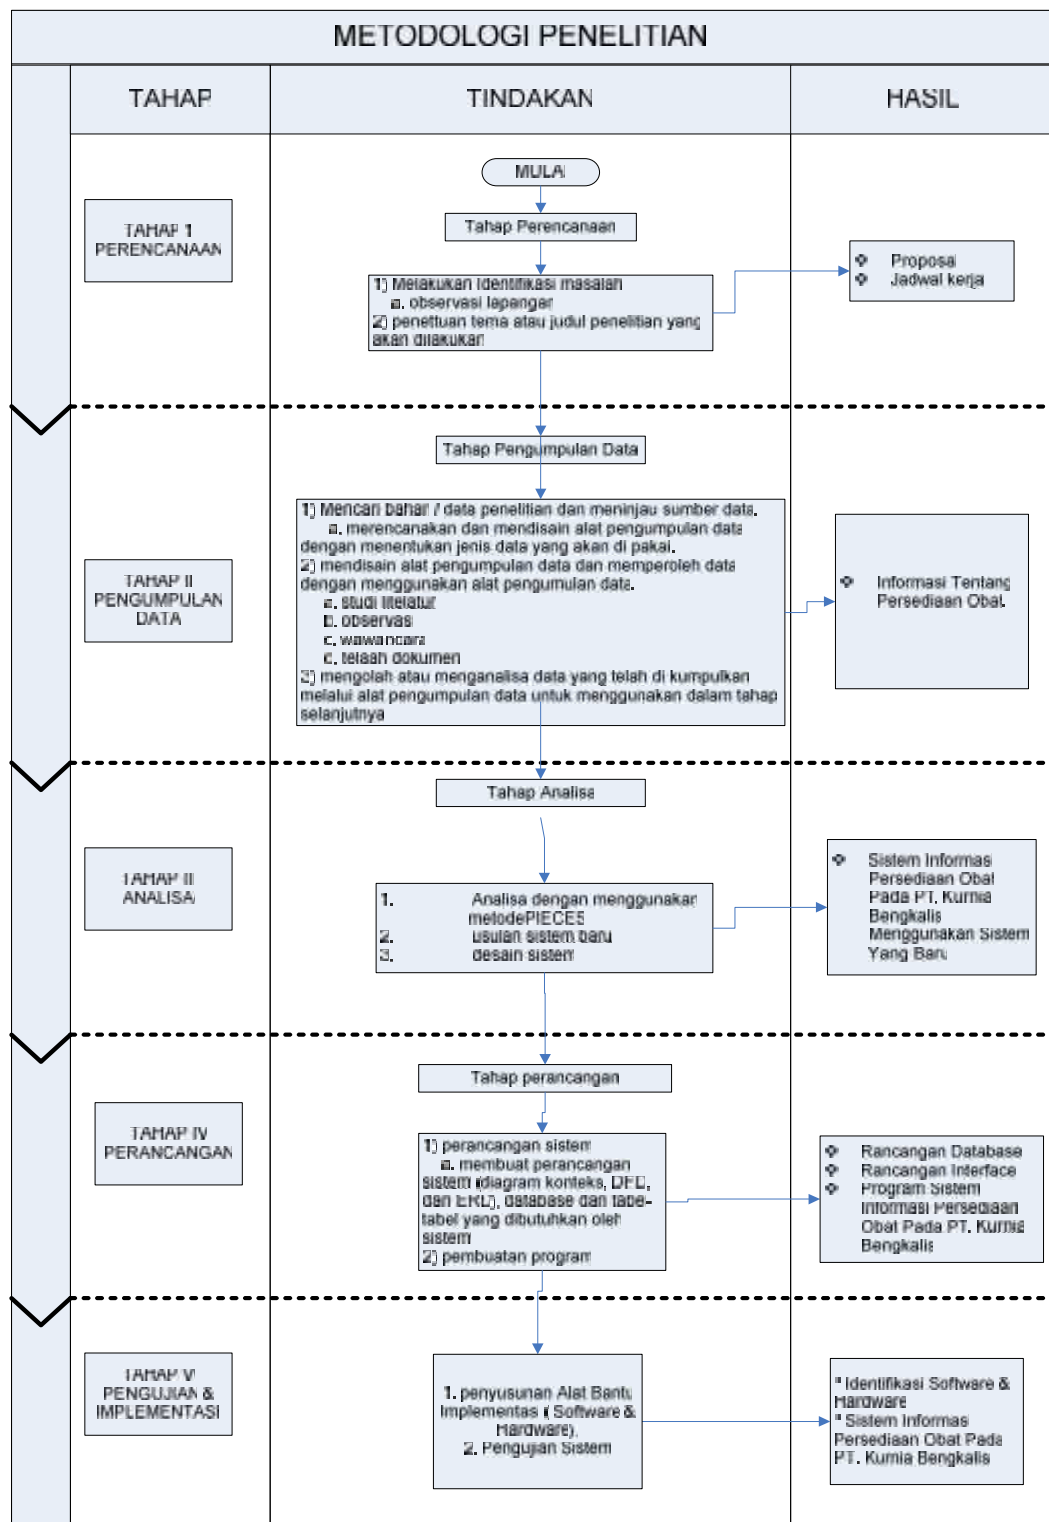 METODOLOGI PENELITIAN
TAHAP
TINDAKAN
HASIL
MULAI
TAHAP 1
PERENCANAAN
Tahap Perencanaan
1) Melakukan Identifikasi masalah
a. observasi lapangan
2) penettuan tema atau judul penelitian yang
akan dilakukan
❖ Proposal
❖ Jadwal kerja
Tahap Pengumpulan Data
TAHAP II
PENGUMPULAN
DATA
1) Mencari bahan / data penelitian dan meninjau sumber data.
a. merencanakan dan mendisain alat pengumpulan data
dengan menentukan jenis data yang akan di pakai.
2) mendisain alat pengumpulan data dan memperoleh data
dengan menggunakan alat pengumulan data.
a. studi literatur
b. observasi
c. wawancara
c. telaah dokumen
3) mengolah atau menganalisa data yang telah di kumpulkan
melalui alat pengumpulan data untuk menggunakan dalam tahap
selanjutnya
❖ Informasi Tentang
Persediaan Obat.
Tahap Analisa
TAHAP III
ANALISA
1. Analisa dengan menggunakan
metodePIECES
2. usulan sistem baru
3. desain sistem
❖ Sistem Informasi
Persediaan Obat
Pada PT. Kurnia
Bengkalis
Menggunakan Sistem
Yang Baru
Tahap perancangan
TAHAP IV
PERANCANGAN
1) perancangan sistem
a. membuat perancangan
sistem (diagram konteks, DFD,
dan ERD), database dan tabel-
tabel yang dibutuhkan oleh
sistem
2) pembuatan program
❖ Rancangan Database
❖ Rancangan Interface
❖ Program Sistem
Informasi Persediaan
Obat Pada PT. Kurnia
Bengkalis
TAHAP V
PENGUJIAN &
IMPLEMENTASI
1. penyusunan Alat Bantu
Implementasi ( Software &
Hardware).
2. Pengujian Sistem
* Identifikasi Software &
Hardware
* Sistem Informasi
Persediaan Obat Pada
PT. Kurnia Bengkalis